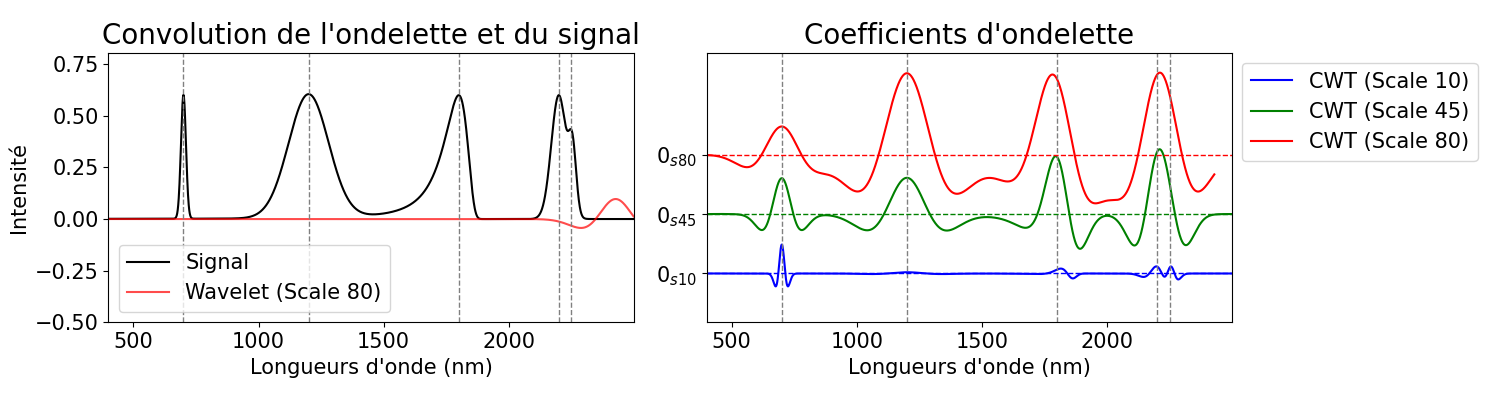 Convolution de l'ondelette et du signal
Intensité
0.75
0.50
0.25
0.00
−0.25
−0.50
Signal
Wavelet (Scale 80)
500 1000 1500 2000
Longueurs d'onde (nm)
Coefficients d'ondelette
0s80
0s45
0s10
500 1000 1500 2000
Longueurs d'onde (nm)
CWT (Scale 10)
CWT (Scale 45)
CWT (Scale 80)